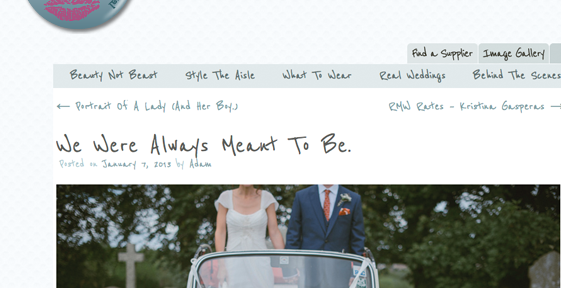 Find a Supplier Image Gallery
Beauty Not Beast Style The Aisle What To Wear Real Weddings Behind The Scenes
← Portrait Of A Lady (And Her Boy.)
RMW Rates – Kristina Gasperas →
We Were Always Meant To Be.
Posted on January 7, 2013 by Adam